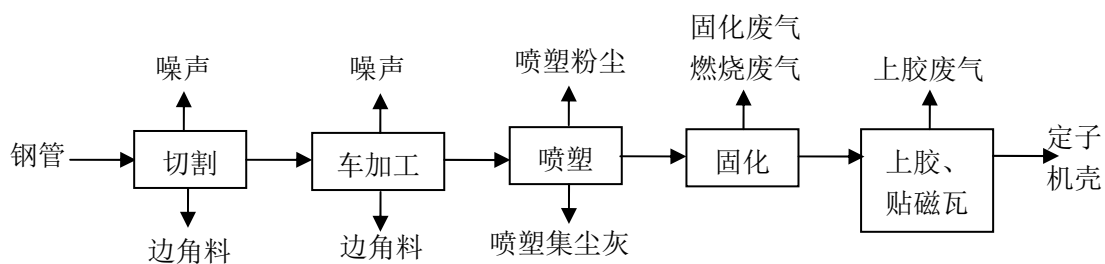 固化废气
燃烧废气
噪声
噪声
喷塑粉尘
上胶废气
钢管
切割
车加工
喷塑
固化
上胶、
贴磁瓦
定子
机壳
边角料
边角料
喷塑集尘灰